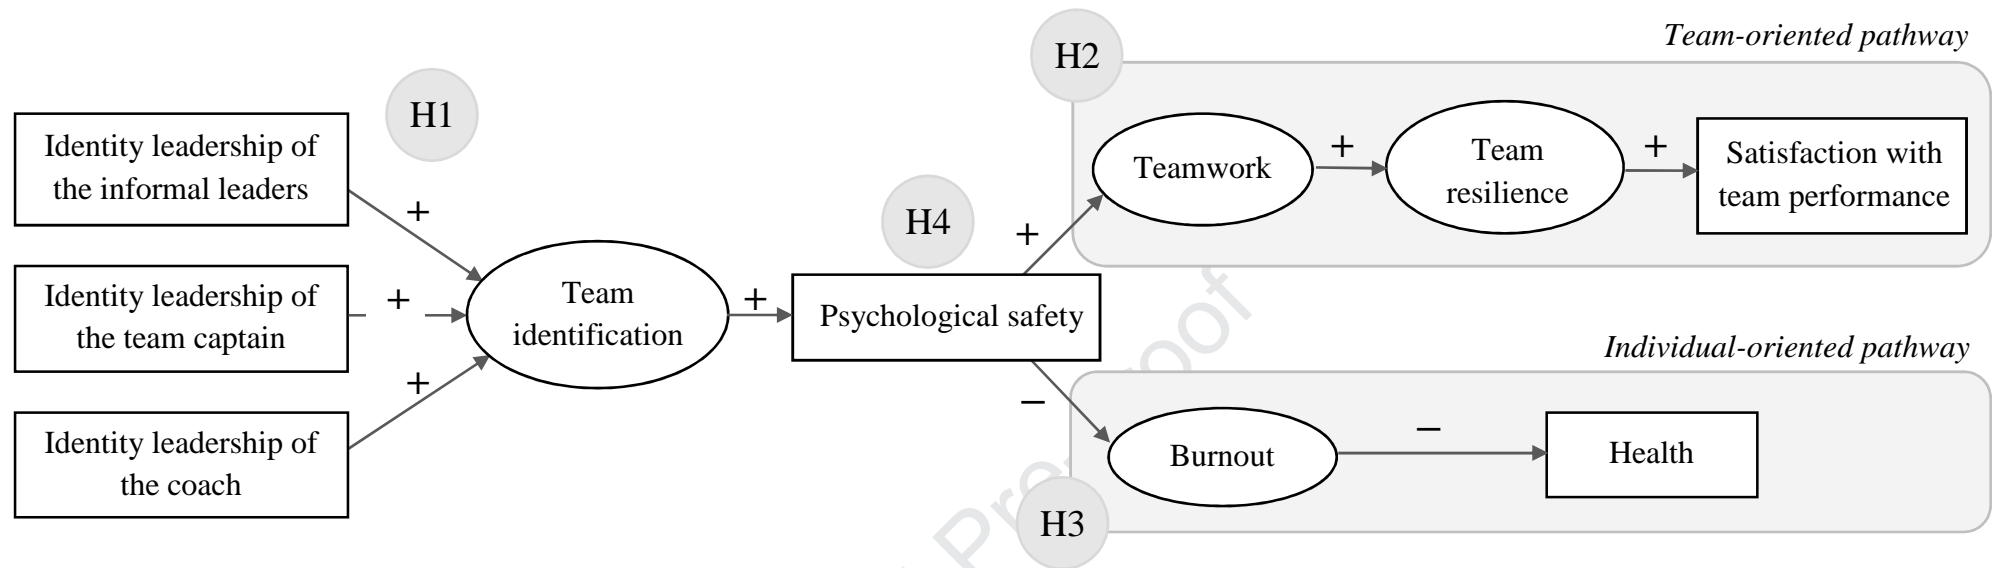 Team-oriented pathway
H2
H1
Identity leadership of
the informal leaders
+
Identity leadership of
the team captain
+
Identity leadership of
the coach
+
Team
identification
+
H4
Psychological safety
+
Teamwork
+
Team
resilience
+
Satisfaction with
team performance
Individual-oriented pathway
−
Burnout
−
Health
H3